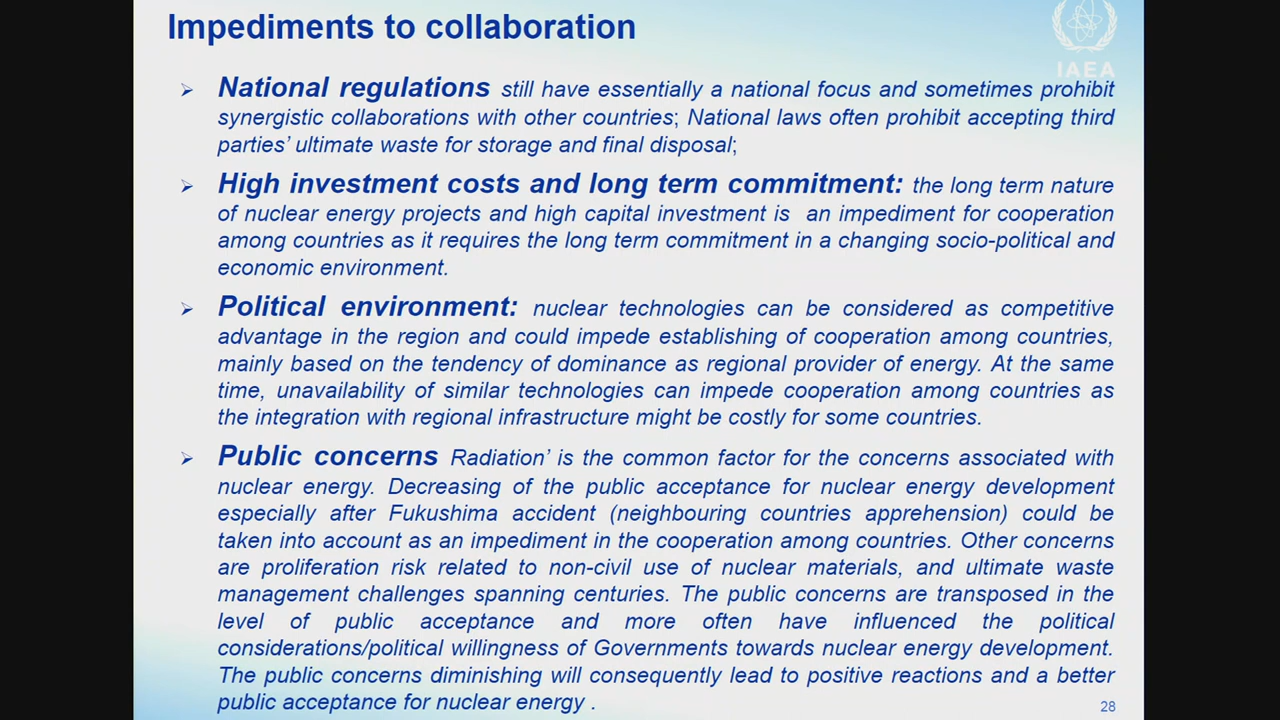 Impediments to collaboration
IAEA
➢ National regulations still have essentially a national focus and sometimes prohibit
synergistic collaborations with other countries; National laws often prohibit accepting third
parties' ultimate waste for storage and final disposal;
➢ High investment costs and long term commitment: the long term nature
of nuclear energy projects and high capital investment is an impediment for cooperation
among countries as it requires the long term commitment in a changing socio-political and
economic environment.
➢ Political environment: nuclear technologies can be considered as competitive
advantage in the region and could impede establishing of cooperation among countries,
mainly based on the tendency of dominance as regional provider of energy. At the same
time, unavailability of similar technologies can impede cooperation among countries as
the integration with regional infrastructure might be costly for some countries.
➢ Public concerns Radiation' is the common factor for the concerns associated with
nuclear energy. Decreasing of the public acceptance for nuclear energy development
especially after Fukushima accident (neighbouring countries apprehension) could be
taken into account as an impediment in the cooperation among countries. Other concerns
are proliferation risk related to non-civil use of nuclear materials, and ultimate waste
management challenges spanning centuries. The public concerns are transposed in the
level of public acceptance and more often have influenced the political
considerations/political willingness of Governments towards nuclear energy development.
The public concerns diminishing will consequently lead to positive reactions and a better
public acceptance for nuclear energy .
28